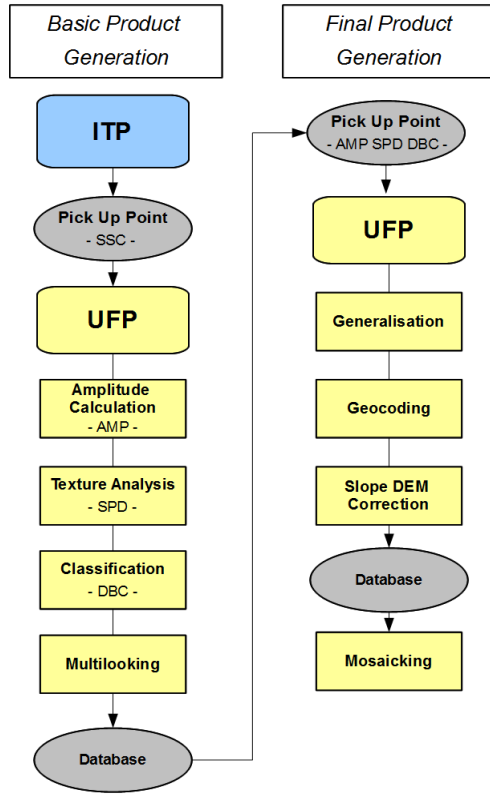 Basic Product
Generation
ITP
Pick Up Point
- SSC -
UFP
Amplitude
Calculation
- AMP -
Texture Analysis
- SPD -
Classification
- DBC -
Multilooking
Database
Final Product
Generation
Pick Up Point
- AMP SPD DBC -
UFP
Generalisation
Geocoding
Slope DEM
Correction
Database
Mosaicking